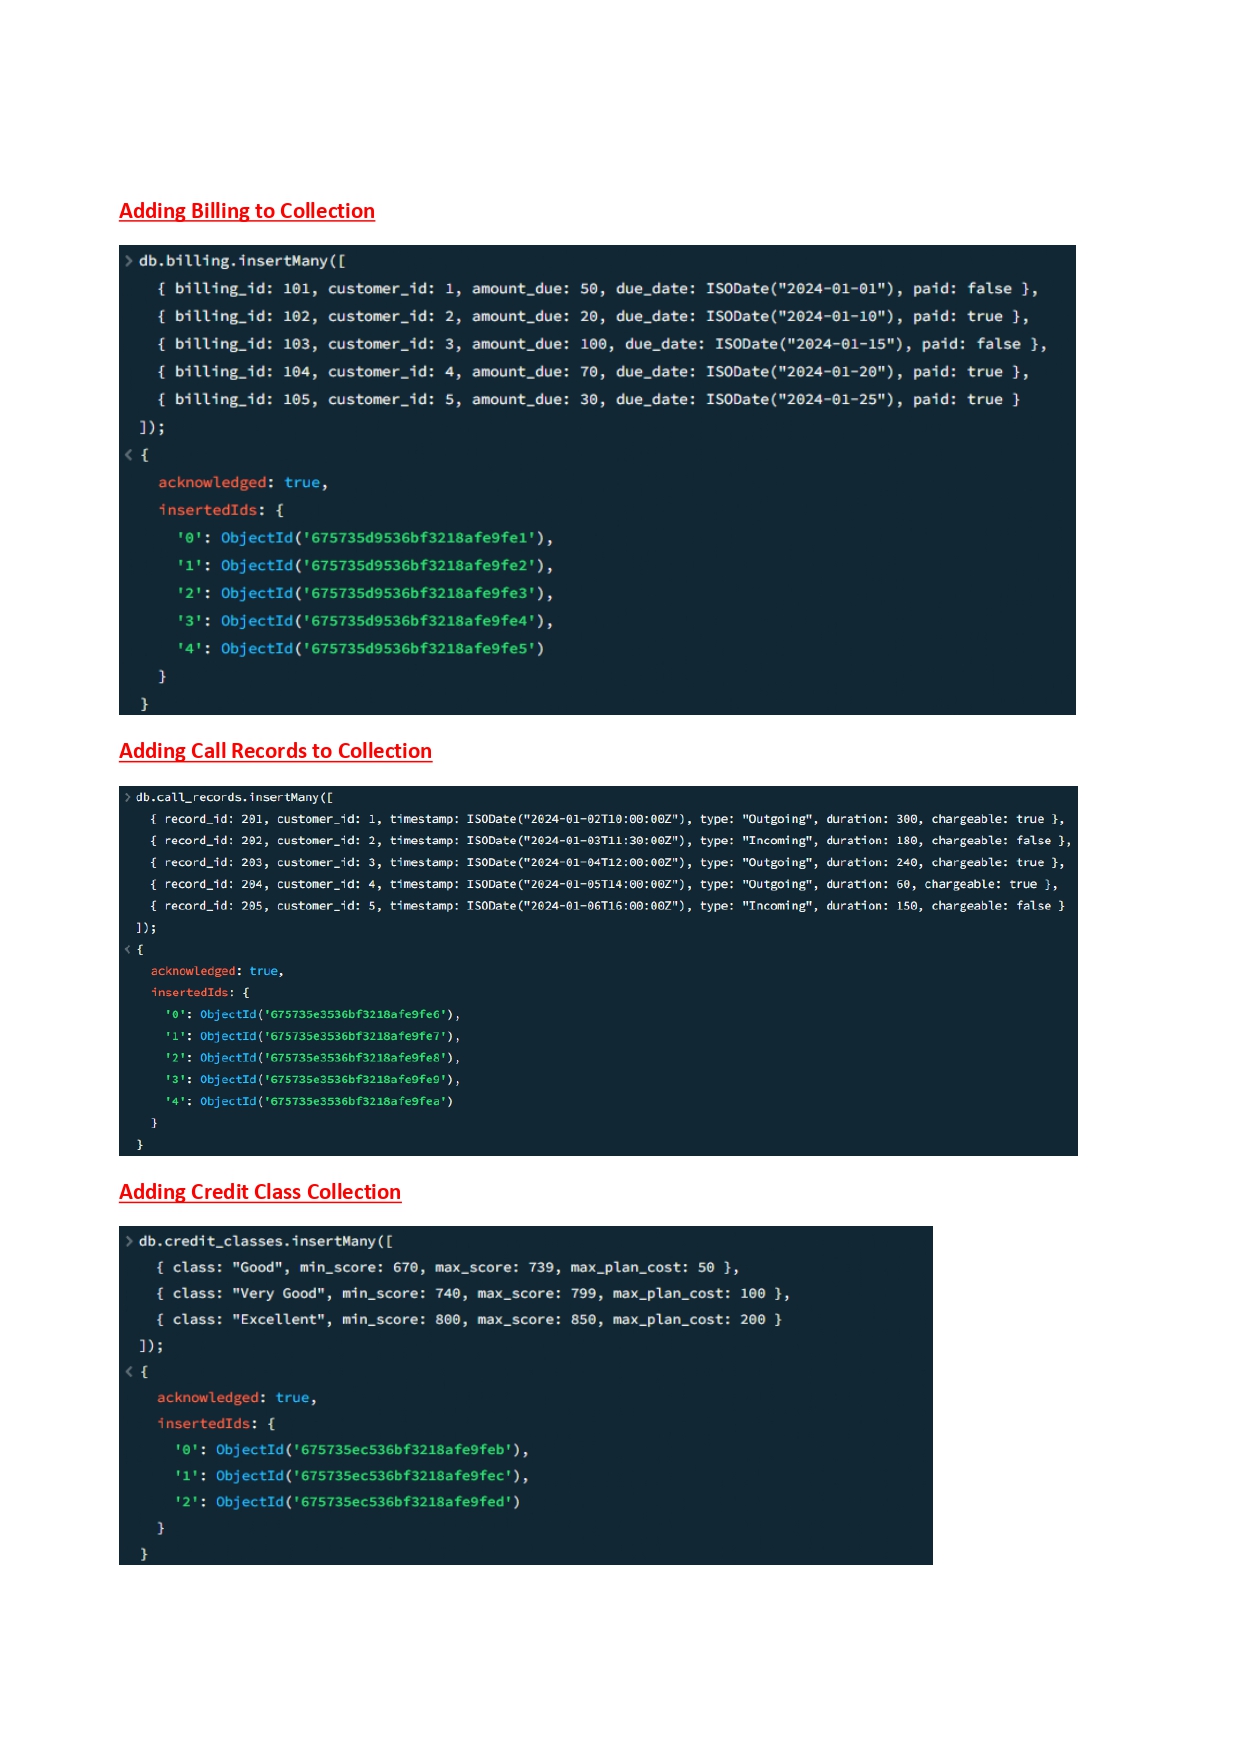 Adding Billing to Collection
> db.billing.insertMany([
{ billing_id: 101, customer_id: 1, amount_due: 50, due_date: ISODate("2024-01-01"), paid: false },
{ billing_id: 102, customer_id: 2, amount_due: 20, due_date: ISODate("2024-01-10"), paid: true },
{ billing_id: 103, customer_id: 3, amount_due: 100, due_date: ISODate("2024-01-15"), paid: false },
{ billing_id: 104, customer_id: 4, amount_due: 70, due_date: ISODate("2024-01-20"), paid: true },
{ billing_id: 105, customer_id: 5, amount_due: 30, due_date: ISODate("2024-01-25"), paid: true }
]);
< {
acknowledged: true,
insertedIds: {
'0': ObjectId('675735d9536bf3218afe9fe1'),
'1': ObjectId('675735d9536bf3218afe9fe2'),
'2': ObjectId('675735d9536bf3218afe9fe3'),
'3': ObjectId('675735d9536bf3218afe9fe4'),
'4': ObjectId('675735d9536bf3218afe9fe5')
}
}
Adding Call Records to Collection
> db.call_records.insertMany([
{ record_id: 201, customer_id: 1, timestamp: ISODate("2024-01-02T10:00:00Z"), type: "Outgoing", duration: 300, chargeable: true },
{ record_id: 202, customer_id: 2, timestamp: ISODate("2024-01-03T11:30:00Z"), type: "Incoming", duration: 180, chargeable: false },
{ record_id: 203, customer_id: 3, timestamp: ISODate("2024-01-04T12:00:00Z"), type: "Outgoing", duration: 240, chargeable: true },
{ record_id: 204, customer_id: 4, timestamp: ISODate("2024-01-05T14:00:00Z"), type: "Outgoing", duration: 60, chargeable: true },
{ record_id: 205, customer_id: 5, timestamp: ISODate("2024-01-06T16:00:00Z"), type: "Incoming", duration: 150, chargeable: false }
]);
< {
acknowledged: true,
insertedIds: {
'0': ObjectId('675735e3536bf3218afe9fe6'),
'1': ObjectId('675735e3536bf3218afe9fe7'),
'2': ObjectId('675735e3536bf3218afe9fe8'),
'3': ObjectId('675735e3536bf3218afe9fe9'),
'4': ObjectId('675735e3536bf3218afe9fea')
}
}
Adding Credit Class Collection
> db.credit_classes.insertMany([
{ class: "Good", min_score: 670, max_score: 739, max_plan_cost: 50 },
{ class: "Very Good", min_score: 740, max_score: 799, max_plan_cost: 100 },
{ class: "Excellent", min_score: 800, max_score: 850, max_plan_cost: 200 }
]);
< {
acknowledged: true,
insertedIds: {
'0': ObjectId('675735ec536bf3218afe9feb'),
'1': ObjectId('675735ec536bf3218afe9fec'),
'2': ObjectId('675735ec536bf3218afe9fed')
}
}